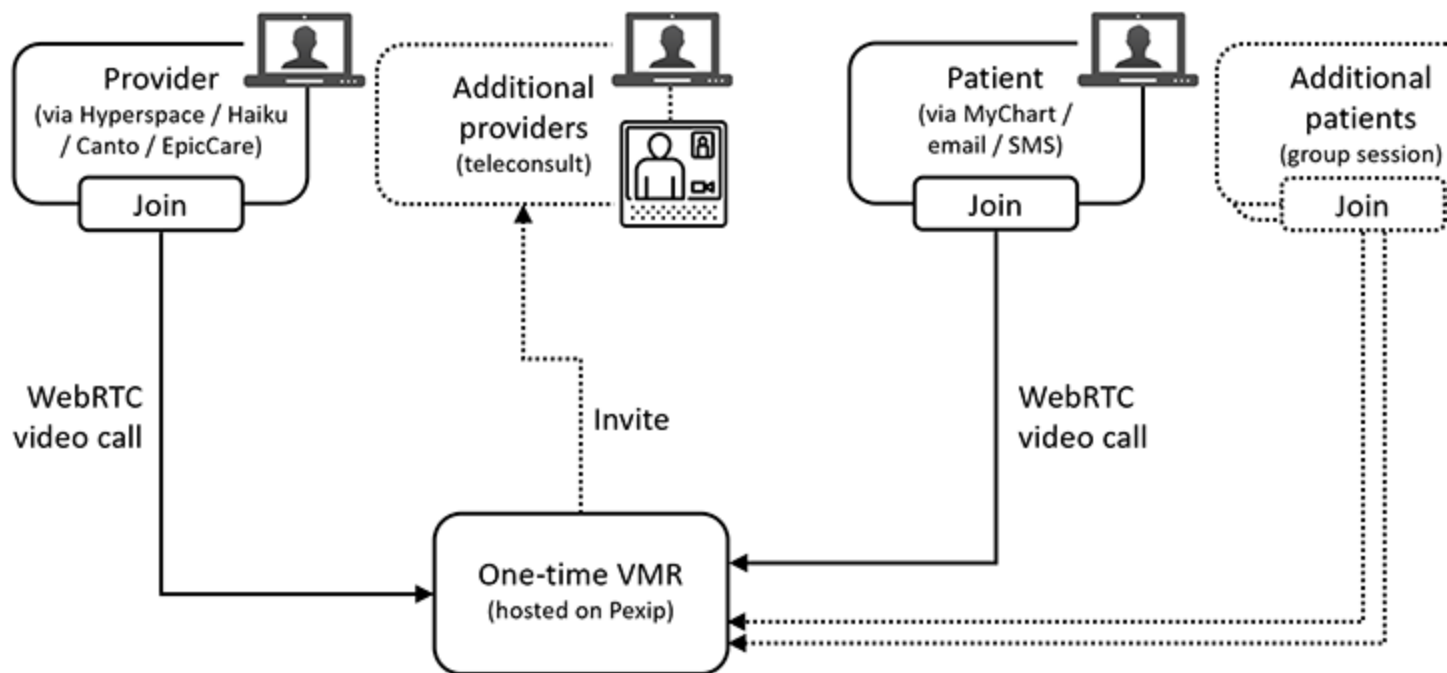 Provider
(via Hyperspace / Haiku
/ Canto / EpicCare)
Join
Additional
providers
(teleconsult)
Patient
(via MyChart /
email / SMS)
Join
Additional
patients
(group session)
Join
WebRTC
video call
Invite
WebRTC
video call
One-time VMR
(hosted on Pexip)